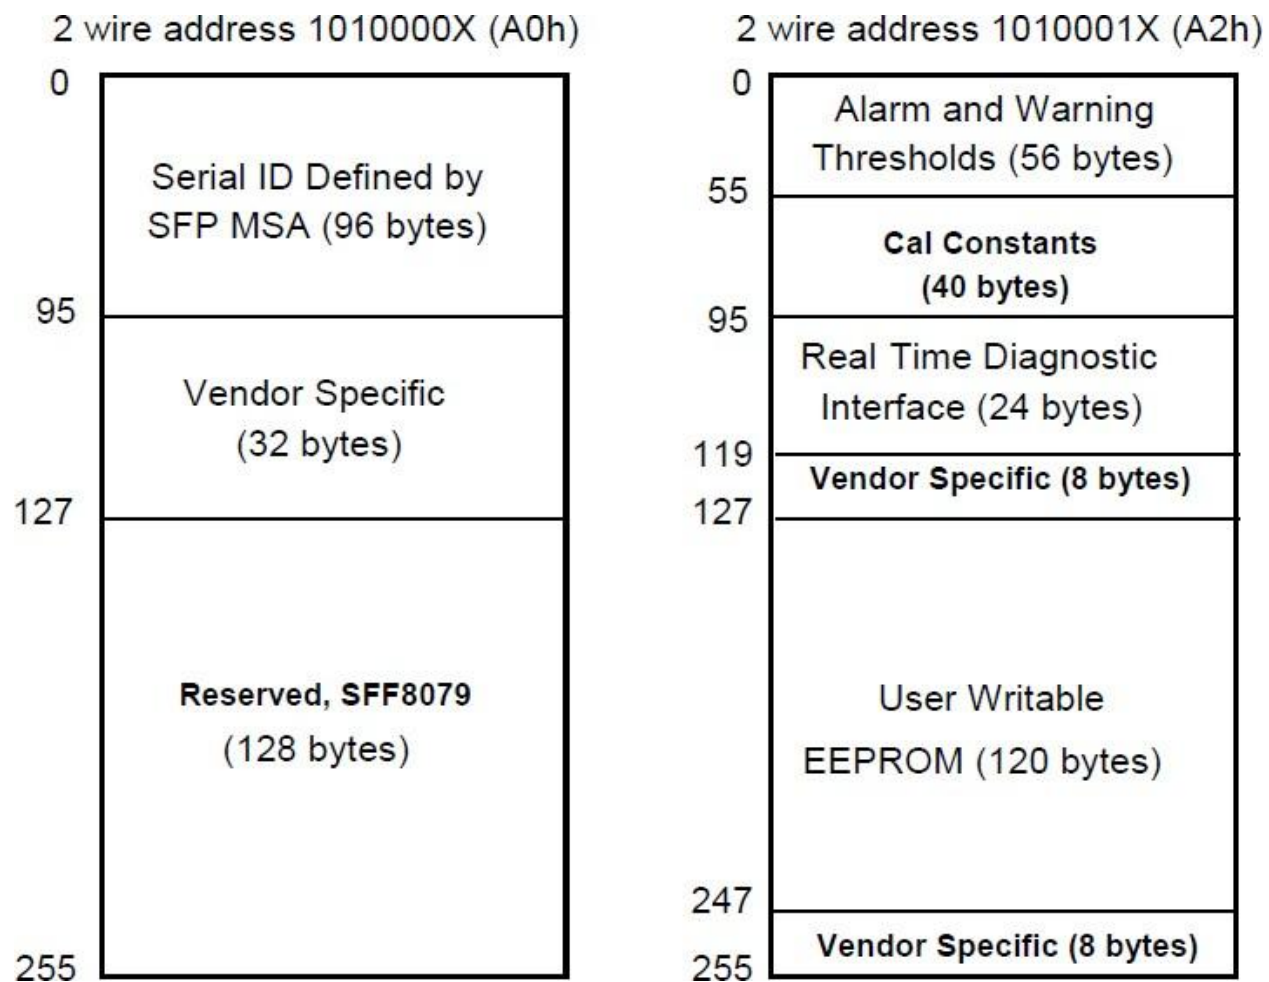 2 wire address 1010000X (A0h)
0
Serial ID Defined by
SFP MSA (96 bytes)
95
Vendor Specific
(32 bytes)
127
Reserved, SFF8079
(128 bytes)
255
2 wire address 1010001X (A2h)
0
Alarm and Warning
Thresholds (56 bytes)
55
Cal Constants
(40 bytes)
95
Real Time Diagnostic
Interface (24 bytes)
119
Vendor Specific (8 bytes)
127
User Writable
EEPROM (120 bytes)
247
Vendor Specific (8 bytes)
255